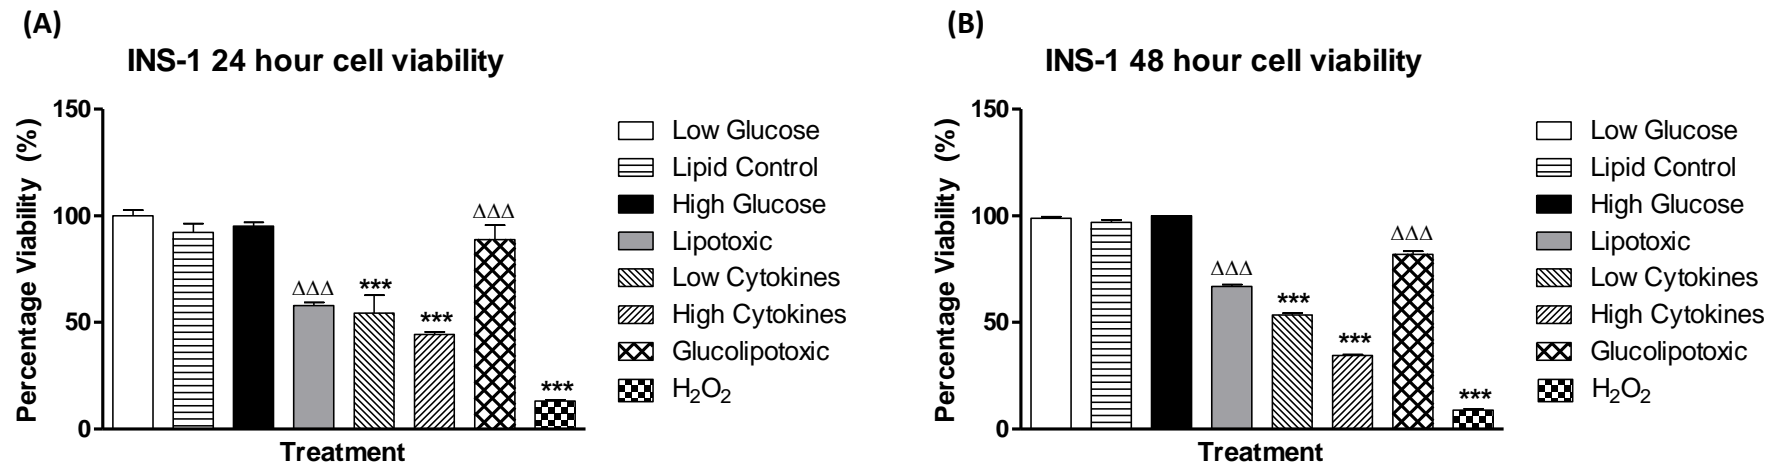 (A)
INS-1 24 hour cell viability
Percentage Viability (%)
150
100
50
0
ΔΔΔ
***
***
ΔΔΔ
***
Treatment
Low Glucose
Lipid Control
High Glucose
Lipotoxic
Low Cytokines
High Cytokines
Glucolipotoxic
H₂O₂
(B)
INS-1 48 hour cell viability
Percentage Viability (%)
150
100
50
0
ΔΔΔ
***
***
ΔΔΔ
***
Treatment
Low Glucose
Lipid Control
High Glucose
Lipotoxic
Low Cytokines
High Cytokines
Glucolipotoxic
H₂O₂